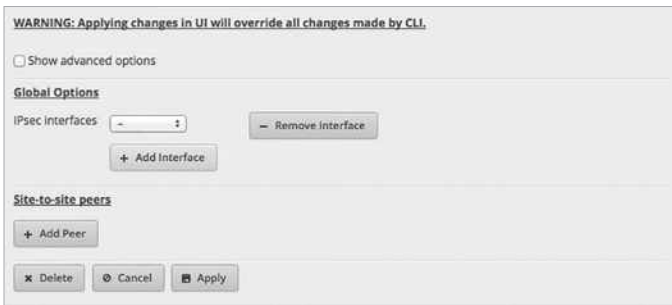 WARNING: Applying changes in UI will override all changes made by CLI.
Show advanced options
Global Options
IPsec interfaces - − Remove Interface
+ Add Interface
Site-to-site peers
+ Add Peer
Delete Cancel Apply